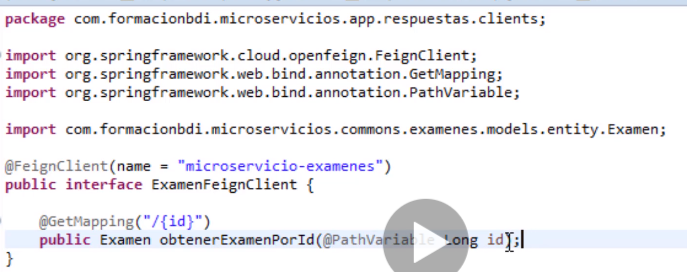 package com.formacionbdi.microservicios.app.respuestas.clients;
import org.springframework.cloud.openfeign.FeignClient;
import org.springframework.web.bind.annotation.GetMapping;
import org.springframework.web.bind.annotation.PathVariable;
import com.formacionbdi.microservicios.commons.examenes.models.entity.Examen;
@FeignClient(name = "microservicio-examenes")
public interface ExamenFeignClient {
@GetMapping("/{id}")
public Examen obtenerExamenPorId(@PathVariable Long id);
}